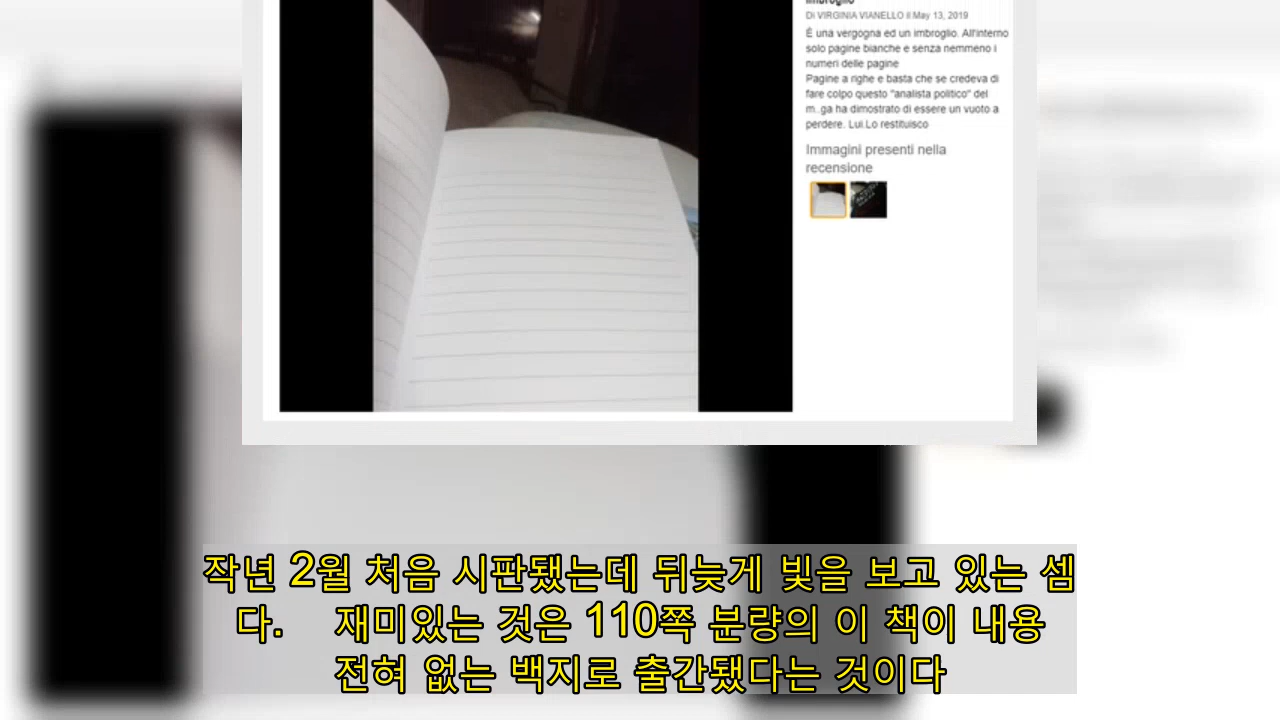 imbroglio
Di VIRGINIA VIANELLO il May 13, 2019
È una vergogna ed un imbroglio. All'interno
solo pagine bianche e senza nemmeno i
numeri delle pagine
Pagine a righe e basta che se credeva di
fare colpo questo "analista politico" del
m..ga ha dimostrato di essere un vuoto a
perdere. Lui.Lo restituisco
Immagini presenti nella
recensione
작년 2월 처음 시판됐는데 뒤늦게 빛을 보고 있는 셈
다. 재미있는 것은 110쪽 분량의 이 책이 내용
전혀 없는 백지로 출간됐다는 것이다